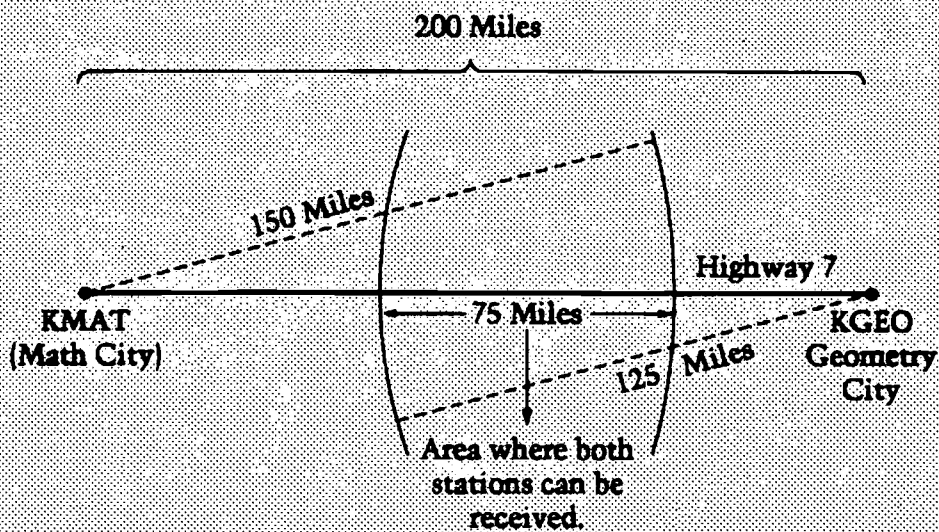 200 Miles
150 Miles
Highway 7
75 Miles
KMAT
(Math City)
KGEO
Geometry
City
125 Miles
Area where both
stations can be
received.